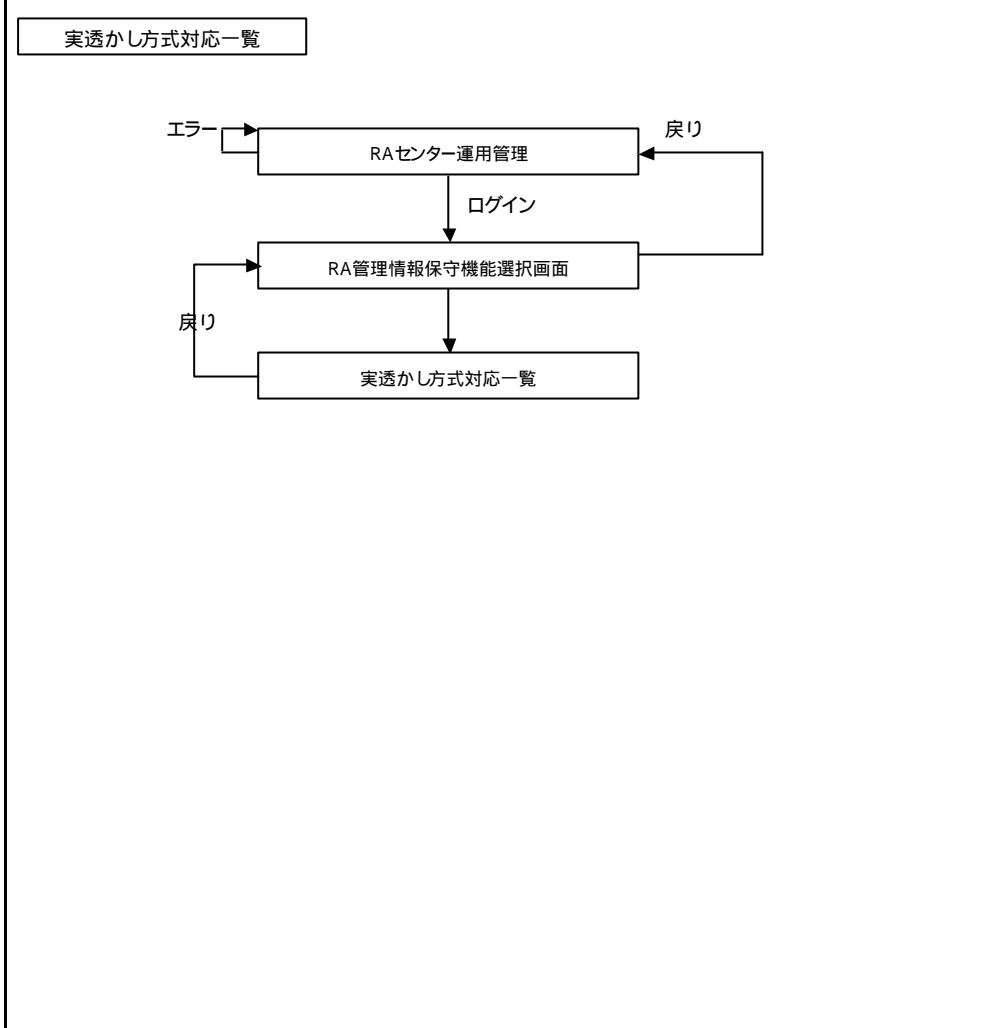 実透かし方式対応一覧
エラー
戻り
RAセンター運用管理
ログイン
RA管理情報保守機能選択画面
戻り
実透かし方式対応一覧